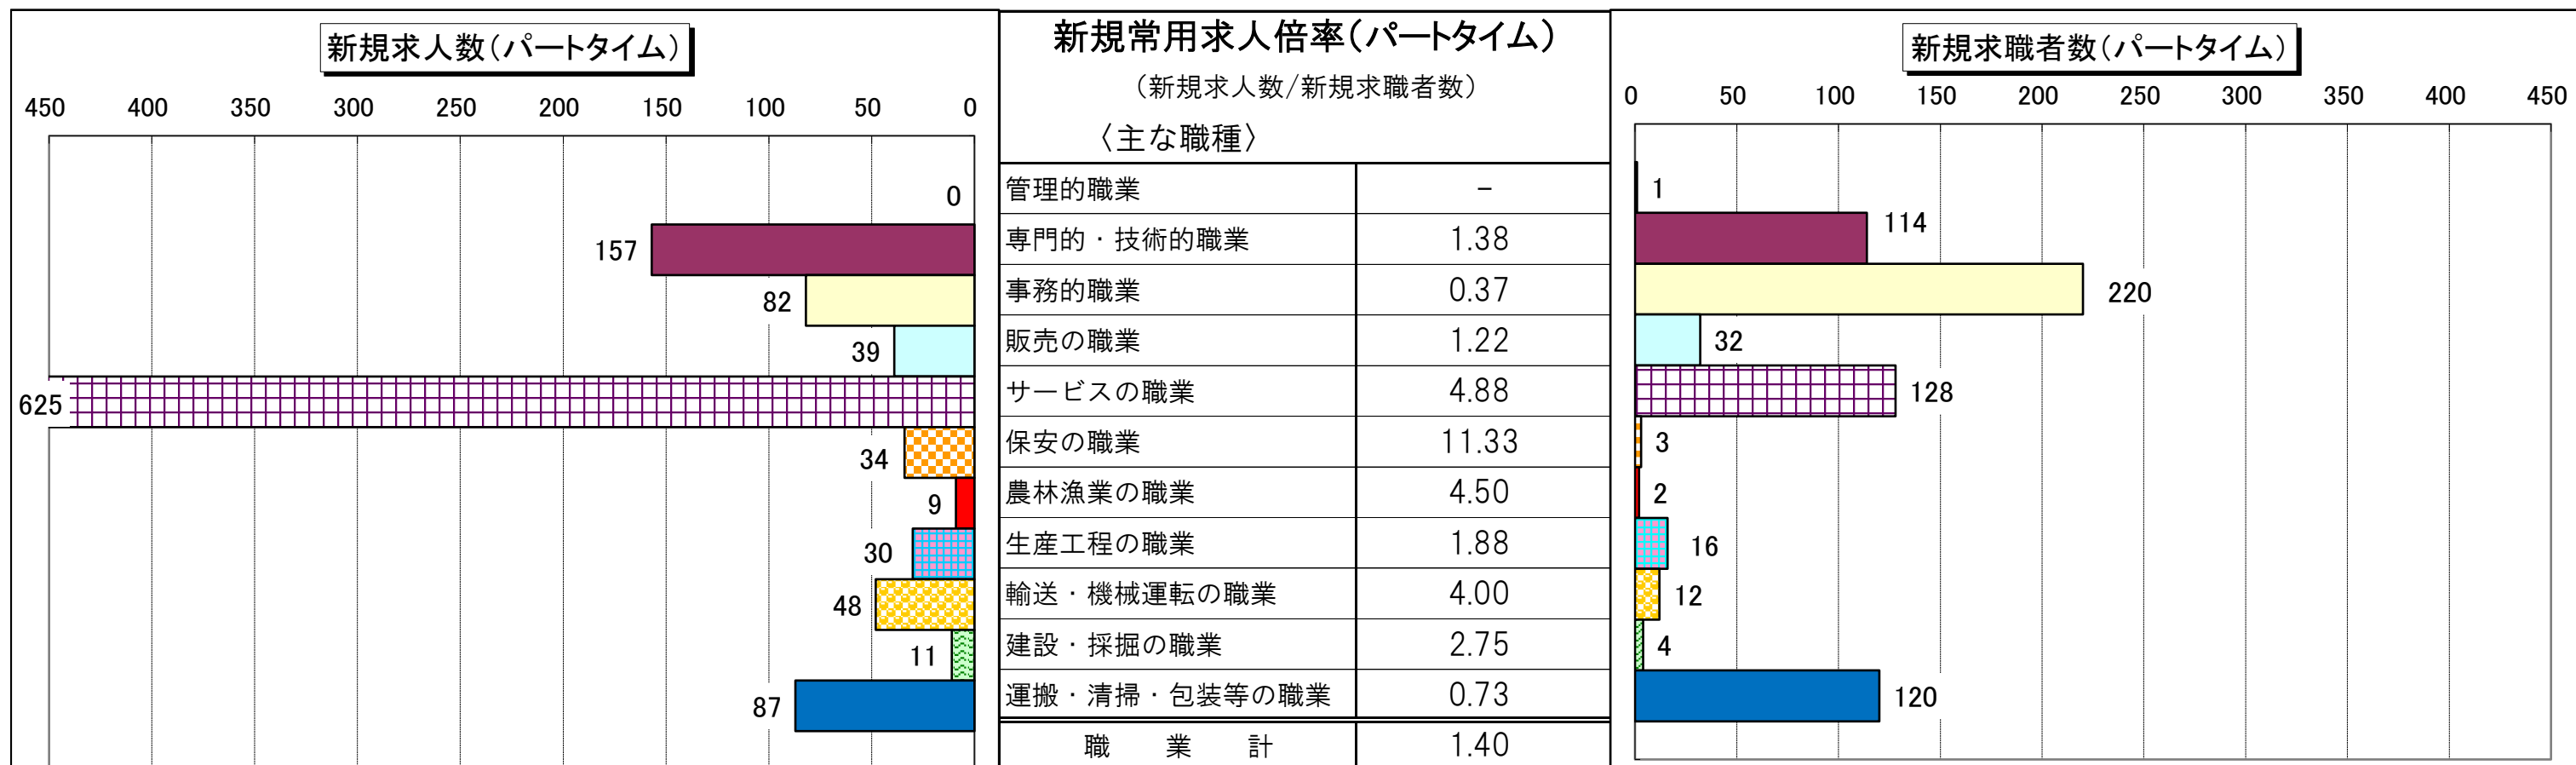 新規求人数(パートタイム)
450 400 350 300 250 200 150 100 50 0
0
157
82
39
625
34
9
30
48
11
87
新規常用求人倍率(パートタイム)
(新規求人数/新規求職者数)
〈主な職種〉
管理的職業 －
専門的・技術的職業 1.38
事務的職業 0.37
販売の職業 1.22
サービスの職業 4.88
保安の職業 11.33
農林漁業の職業 4.50
生産工程の職業 1.88
輸送・機械運転の職業 4.00
建設・採掘の職業 2.75
運搬・清掃・包装等の職業 0.73
職 業 計 1.40
新規求職者数(パートタイム)
0 50 100 150 200 250 300 350 400 450
1
114
220
32
128
3
2
16
12
4
120